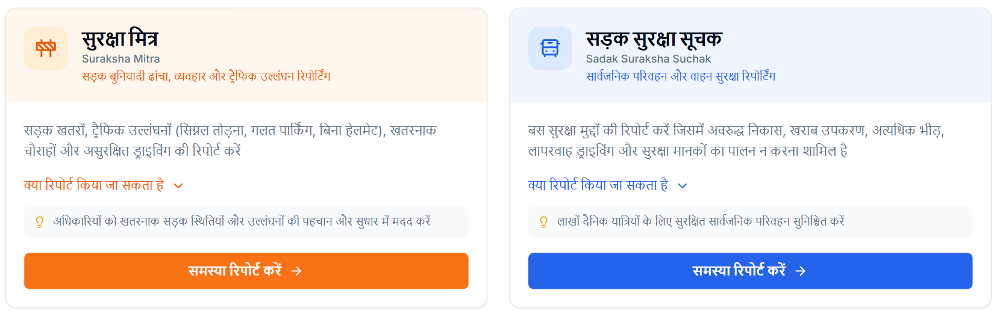 सुरक्षा मित्र
Suraksha Mitra
सड़क बुनियादी ढांचा, व्यवहार और ट्रैफिक उल्लंघन रिपोर्टिंग
सड़क खतरों, ट्रैफिक उल्लंघनों (सिग्नल तोड़ना, गलत पार्किंग, बिना हेलमेट), खतरनाक
चौराहों और असुरक्षित ड्राइविंग की रिपोर्ट करें
क्या रिपोर्ट किया जा सकता है
अधिकारियों को खतरनाक सड़क स्थितियों और उल्लंघनों की पहचान और सुधार में मदद करें
समस्या रिपोर्ट करें →
सड़क सुरक्षा सूचक
Sadak Suraksha Suchak
सार्वजनिक परिवहन और वाहन सुरक्षा रिपोर्टिंग
बस सुरक्षा मुद्दों की रिपोर्ट करें जिसमें अवरुद्ध निकास, खराब उपकरण, अत्यधिक भीड़,
लापरवाह ड्राइविंग और सुरक्षा मानकों का पालन न करना शामिल है
क्या रिपोर्ट किया जा सकता है
लाखों दैनिक यात्रियों के लिए सुरक्षित सार्वजनिक परिवहन सुनिश्चित करें
समस्या रिपोर्ट करें →